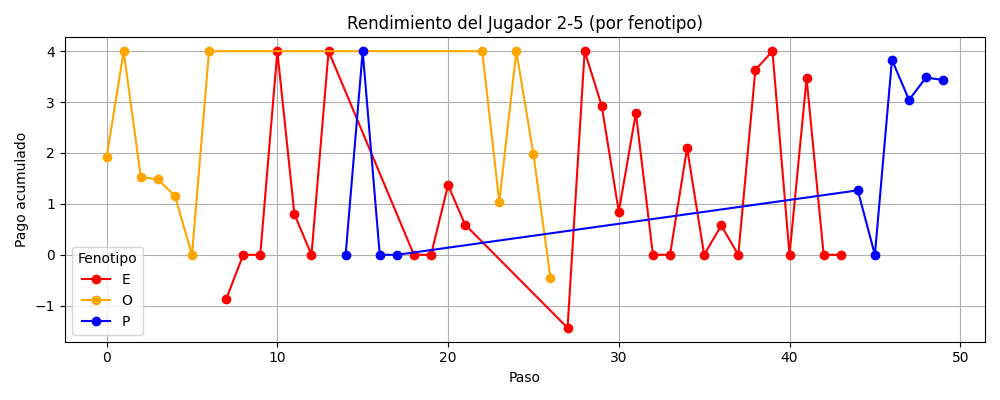 Rendimiento del Jugador 2-5 (por fenotipo)
Pago acumulado
4
3
2
1
0
−1
Fenotipo
E
O
P
0 10 20 30 40 50
Paso